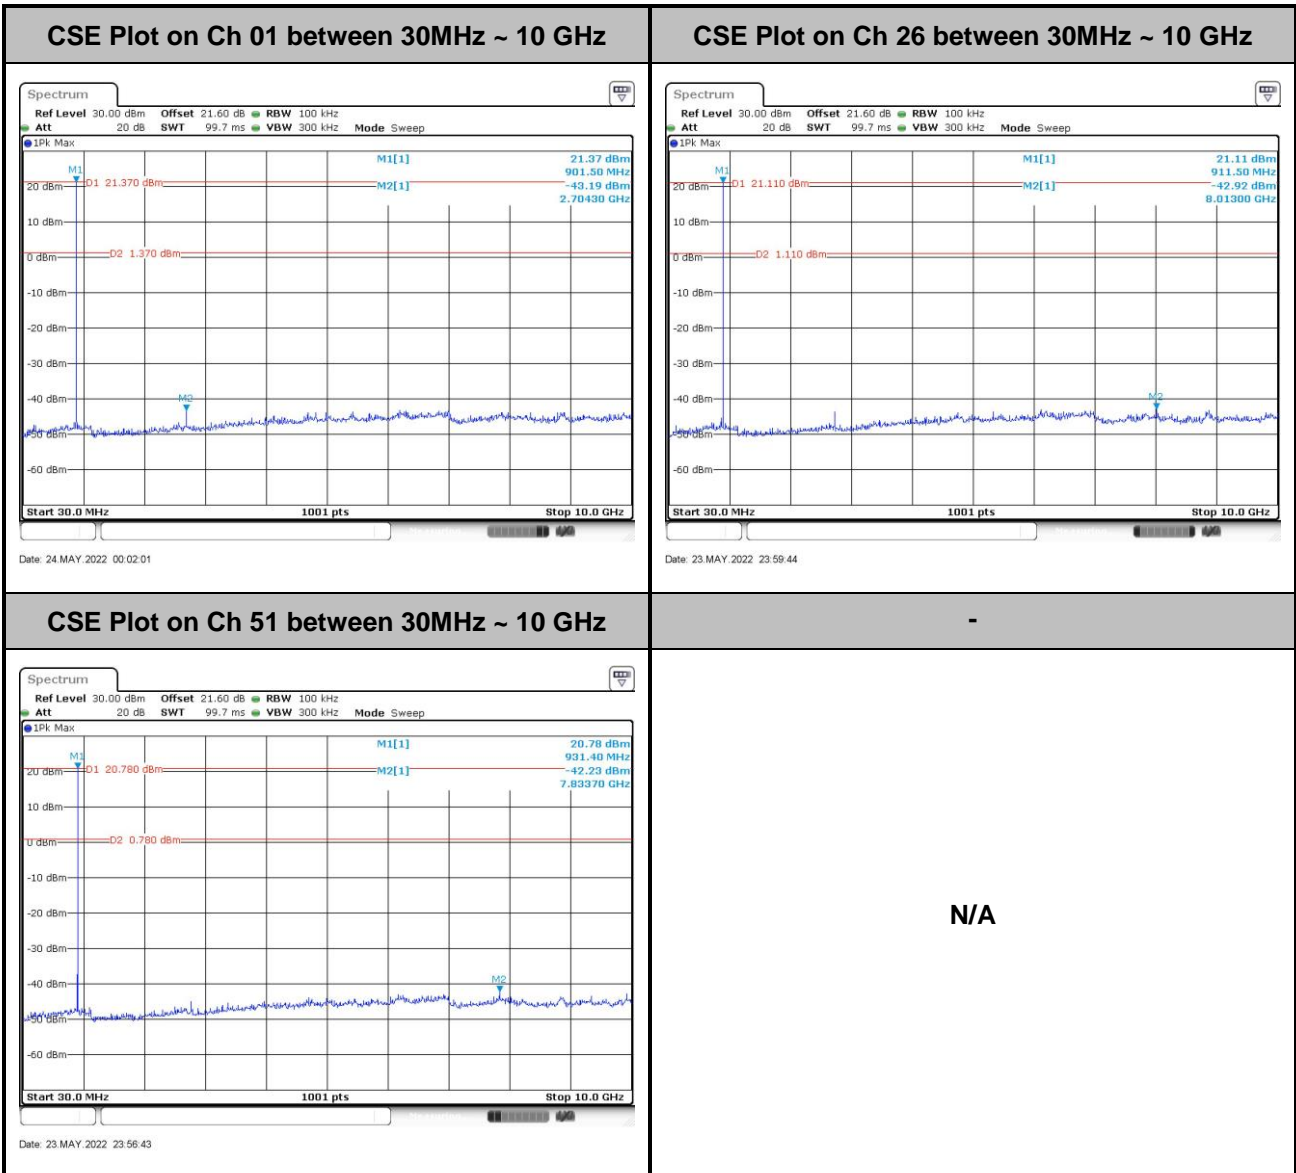 CSE Plot on Ch 01 between 30MHz ~ 10 GHz
CSE Plot on Ch 26 between 30MHz ~ 10 GHz
Spectrum
Ref Level 30.00 dBm Offset 21.60 dB RBW 100 kHz
Att 20 dB SWT 99.7 ms VBW 300 kHz Mode Sweep
1Pk Max
M1[1] 21.37 dBm
901.50 MHz
M2[1] -43.19 dBm
2.70430 GHz
M1
20 dBm
D1 21.370 dBm
10 dBm
D2 1.370 dBm
0 dBm
-10 dBm
-20 dBm
-30 dBm
-40 dBm
M2
-50 dBm
-60 dBm
Start 30.0 MHz 1001 pts Stop 10.0 GHz
Date: 24.MAY.2022 00:02:01
Spectrum
Ref Level 30.00 dBm Offset 21.60 dB RBW 100 kHz
Att 20 dB SWT 99.7 ms VBW 300 kHz Mode Sweep
1Pk Max
M1[1] 21.11 dBm
911.50 MHz
M2[1] -42.92 dBm
8.01300 GHz
M1
20 dBm
D1 21.110 dBm
10 dBm
D2 1.110 dBm
0 dBm
-10 dBm
-20 dBm
-30 dBm
-40 dBm
M2
-50 dBm
-60 dBm
Start 30.0 MHz 1001 pts Stop 10.0 GHz
Date: 23.MAY.2022 23:59:44
CSE Plot on Ch 51 between 30MHz ~ 10 GHz
-
Spectrum
Ref Level 30.00 dBm Offset 21.60 dB RBW 100 kHz
Att 20 dB SWT 99.7 ms VBW 300 kHz Mode Sweep
1Pk Max
M1[1] 20.78 dBm
931.40 MHz
M2[1] -42.23 dBm
7.83370 GHz
M1
20 dBm
D1 20.780 dBm
10 dBm
D2 0.780 dBm
0 dBm
-10 dBm
-20 dBm
-30 dBm
-40 dBm
M2
-50 dBm
-60 dBm
Start 30.0 MHz 1001 pts Stop 10.0 GHz
Date: 23.MAY.2022 23:56:43
N/A